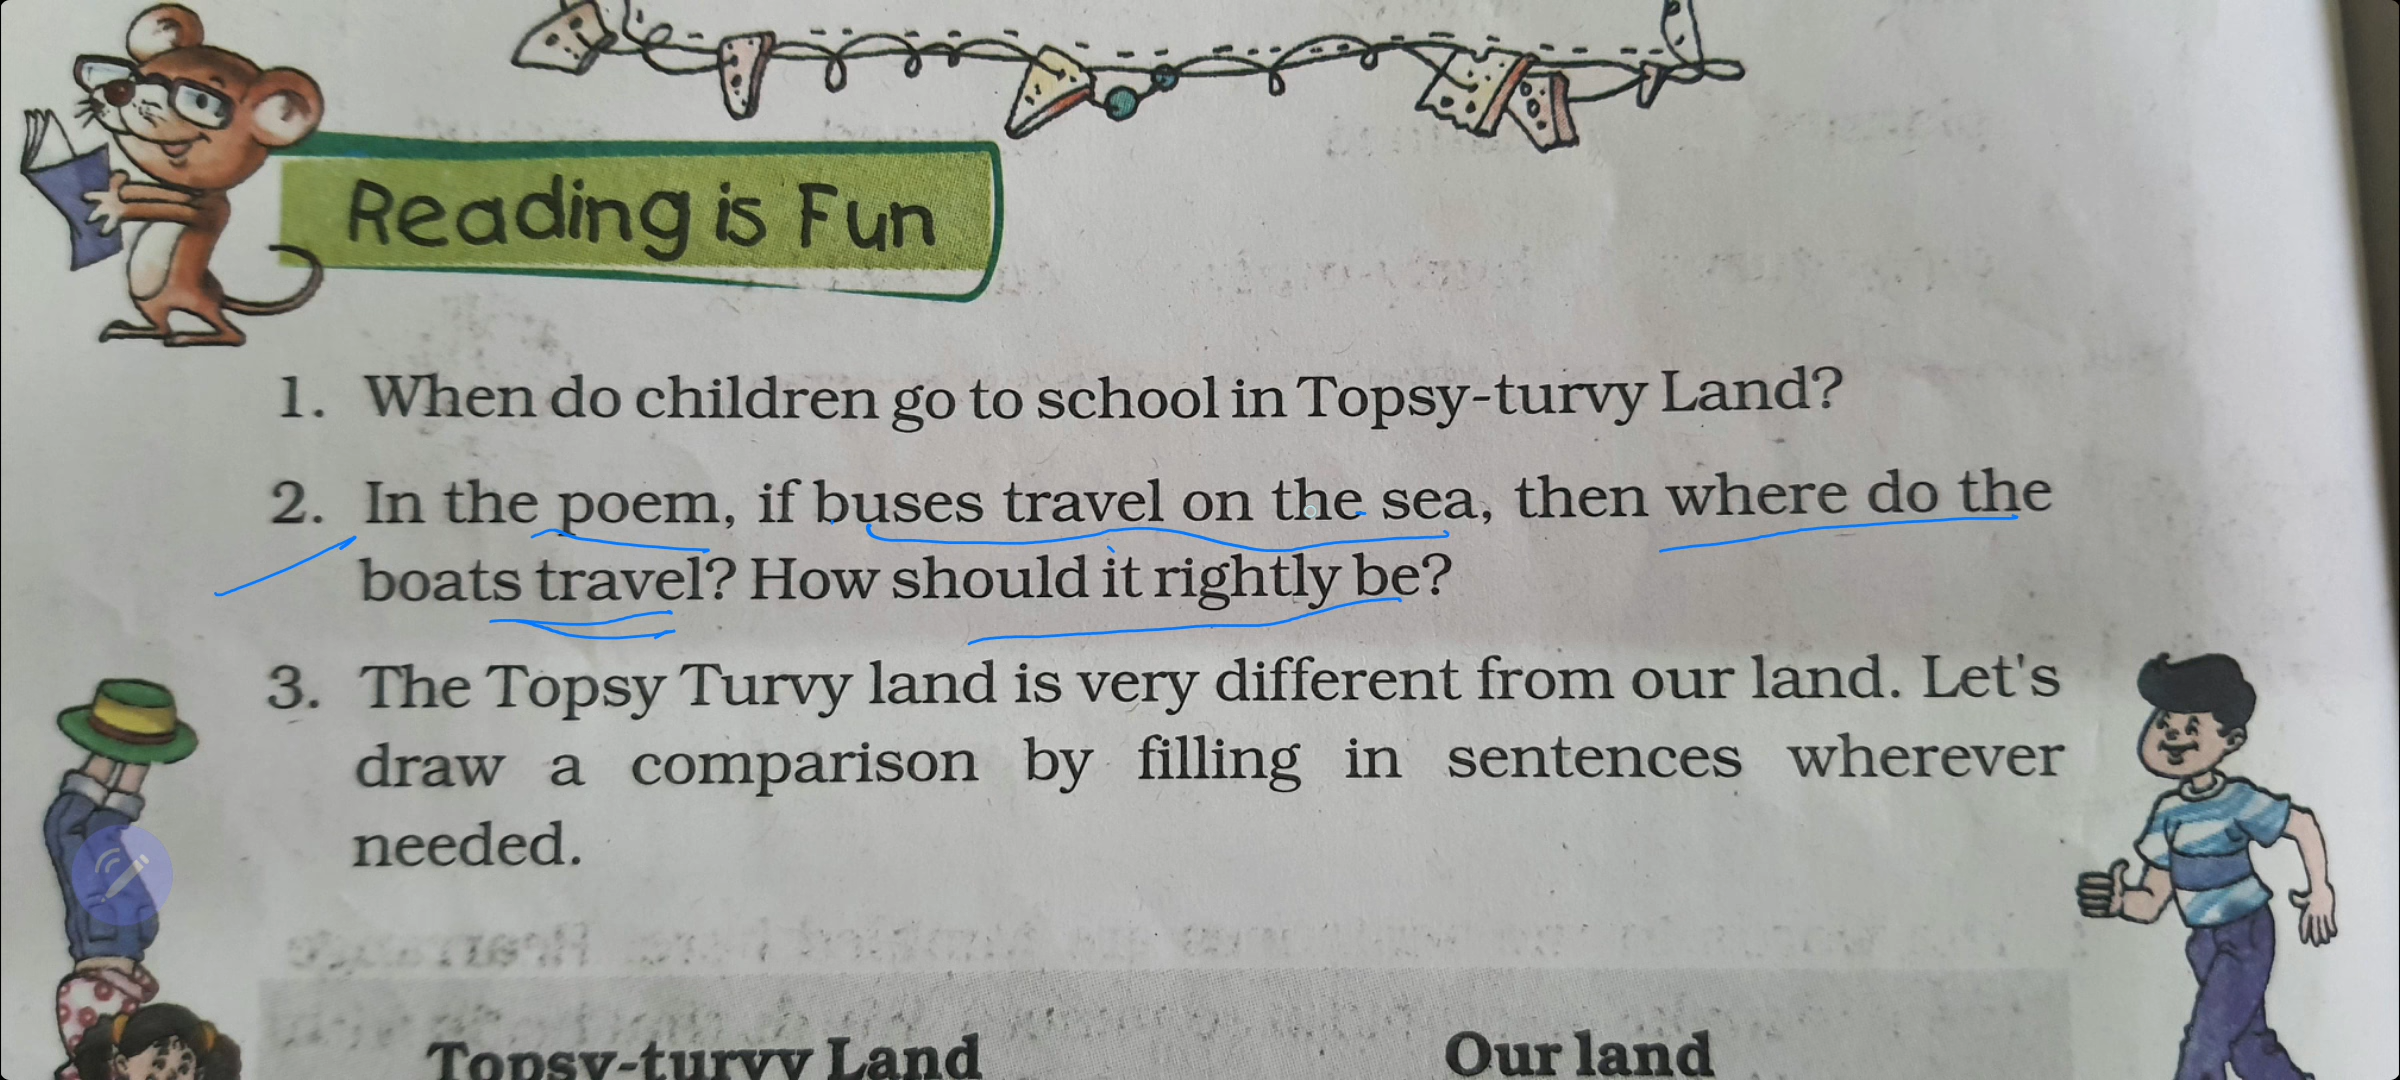 Reading is Fun
1. When do children go to school in Topsy-turvy Land?
2. In the poem, if buses travel on the sea, then where do the
boats travel? How should it rightly be?
3. The Topsy Turvy land is very different from our land. Let's
draw a comparison by filling in sentences wherever
needed.
Topsy-turvy Land
Our land